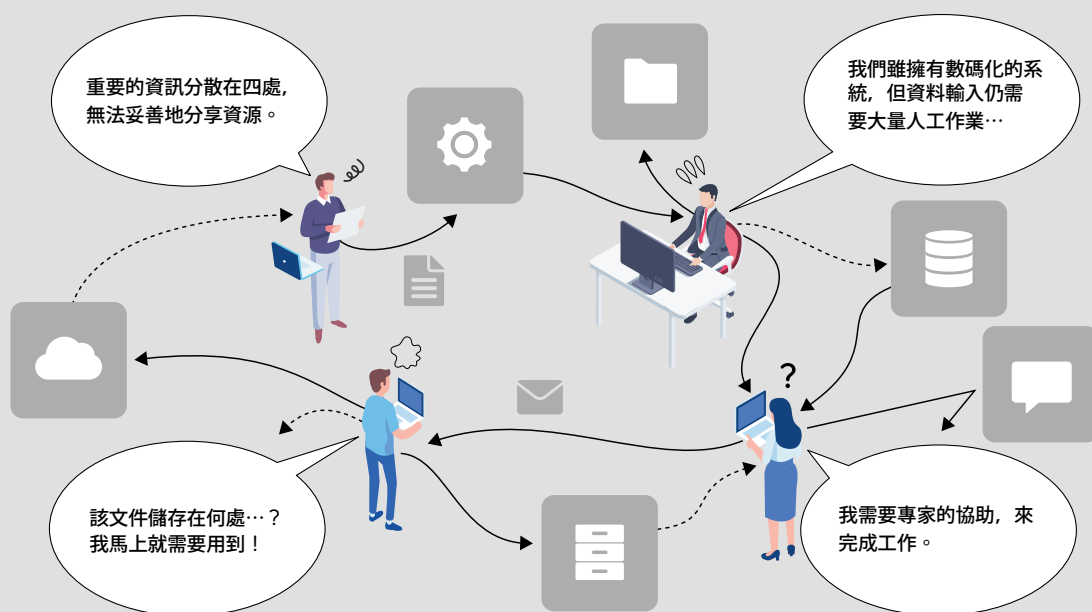 重要的資訊分散在四處,
無法妥善地分享資源。
我們雖擁有數碼化的系
統，但資料輸入仍需
要大量人工作業⋯
?
該文件儲存在何處⋯？
我馬上就需要用到！
我需要專家的協助，來
完成工作。